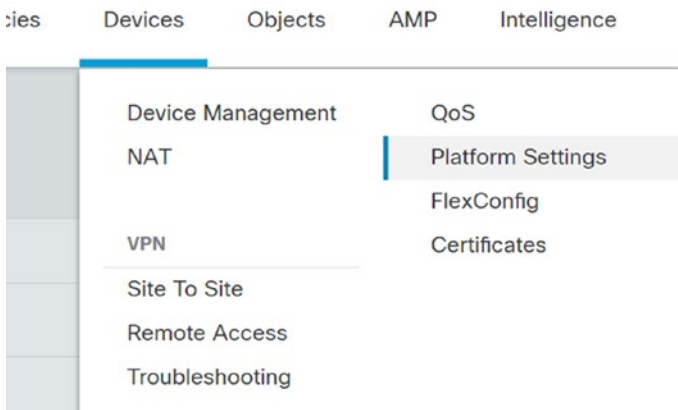 Devices Objects AMP Intelligence
Device Management
NAT
VPN
Site To Site
Remote Access
Troubleshooting
QoS
Platform Settings
FlexConfig
Certificates